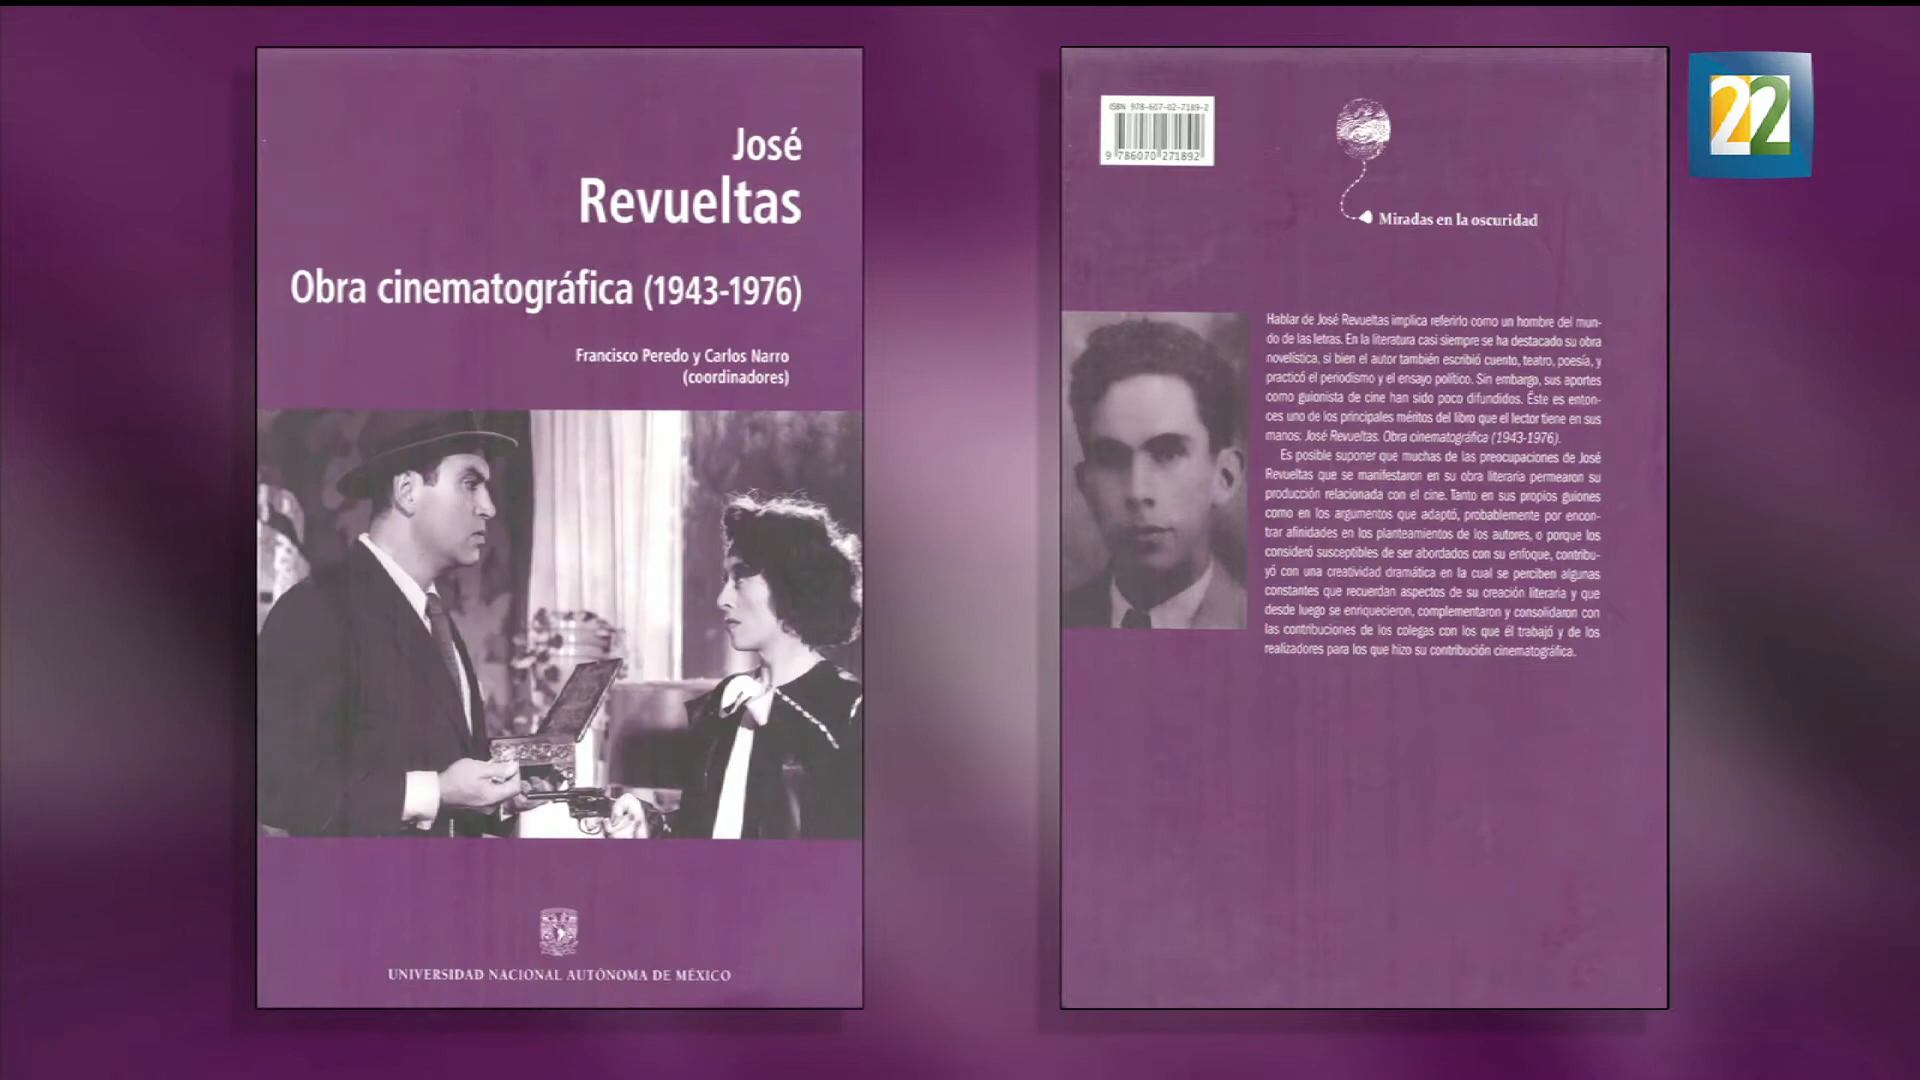 José
Revueltas
Obra cinematográfica (1943-1976)
Francisco Peredo y Carlos Narro
(coordinadores)
UNIVERSIDAD NACIONAL AUTÓNOMA DE MÉXICO
ISBN 978-607-02-7189-2
9 786070 271892
Miradas en la oscuridad
Hablar de José Revueltas implica referirlo como un hombre del mun-
do de las letras. En la literatura casi siempre se ha destacado su obra
novelística, si bien el autor también escribió cuento, teatro, poesía, y
practicó el periodismo y el ensayo político. Sin embargo, sus aportes
como guionista de cine han sido poco difundidos. Éste es enton-
ces uno de los principales méritos del libro que el lector tiene en sus
manos: José Revueltas. Obra cinematográfica (1943-1976).
Es posible suponer que muchas de las preocupaciones de José
Revueltas que se manifestaron en su obra literaria permearon su
producción relacionada con el cine. Tanto en sus propios guiones
como en los argumentos que adaptó, probablemente por encon-
trar afinidades en los planteamientos de los autores, o porque los
consideró susceptibles de ser abordados con su enfoque, contribu-
yó con una creatividad dramática en la cual se perciben algunas
constantes que recuerdan aspectos de su creación literaria y que
desde luego se enriquecieron, complementaron y consolidaron con
las contribuciones de los colegas con los que él trabajó y de los
realizadores para los que hizo su contribución cinematográfica.
22